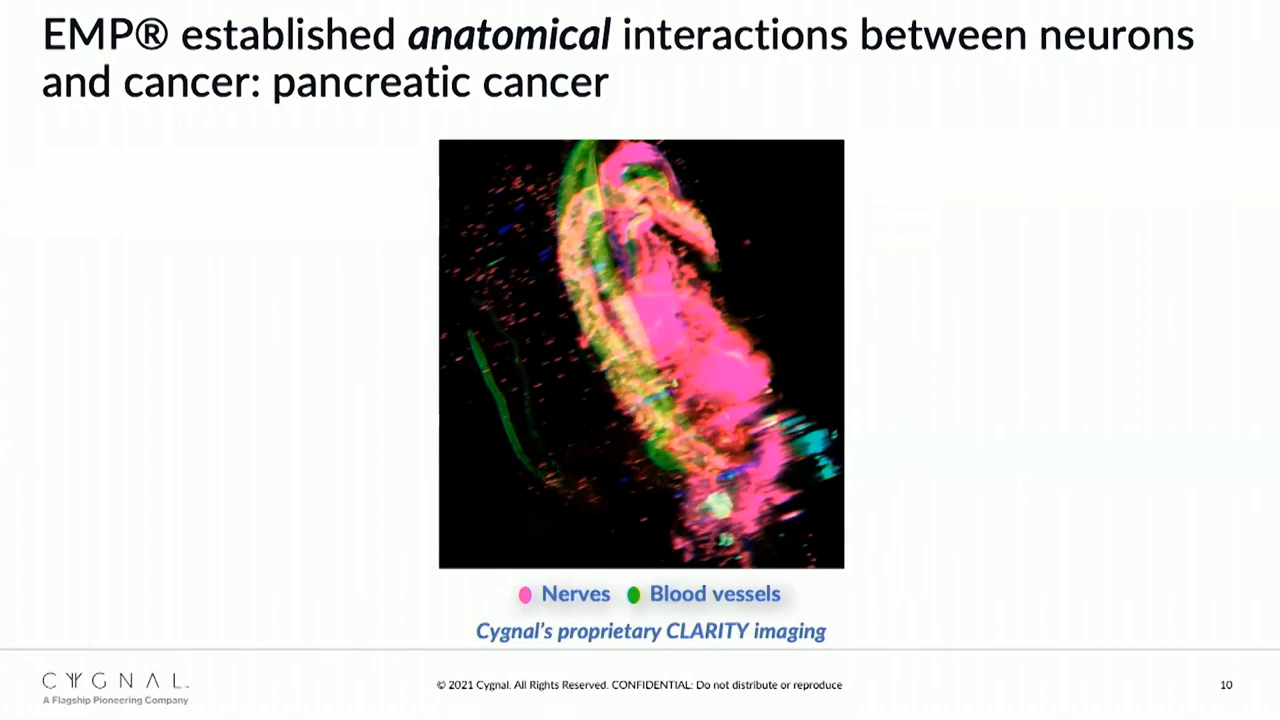 EMP® established anatomical interactions between neurons
and cancer: pancreatic cancer
Nerves Blood vessels
Cygnal's proprietary CLARITY imaging
CYGNAL™
A Flagship Pioneering Company
© 2021 Cygnal. All Rights Reserved. CONFIDENTIAL: Do not distribute or reproduce
10